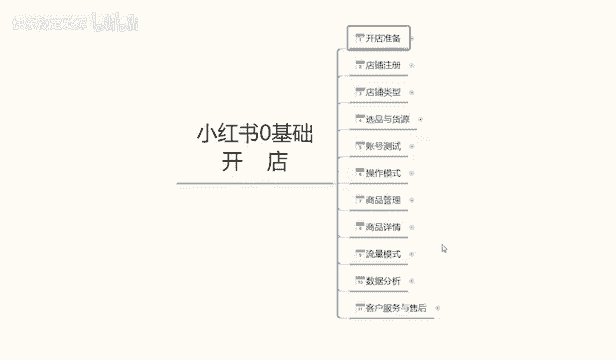 小红书0基础
开 店
开店准备
店铺注册
店铺类型
选品与货源
账号测试
操作模式
商品管理
商品详情
流量模式
数据分析
客户服务与售后